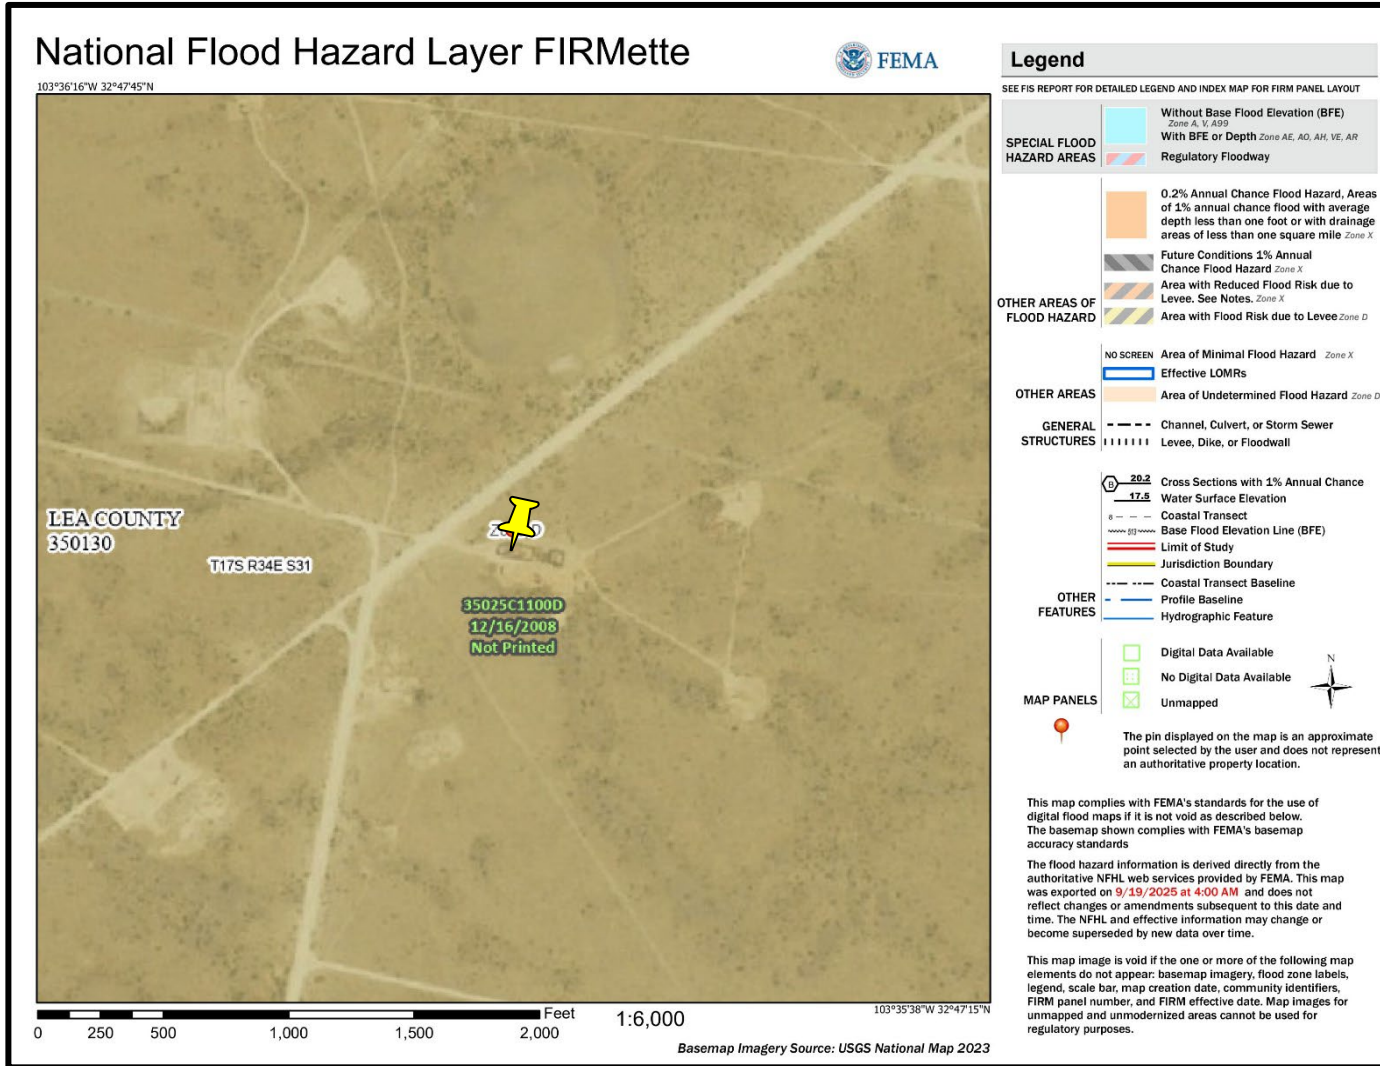 National Flood Hazard Layer FIRMette
FEMA
103°36'16"W 32°47'45"N
LEA COUNTY
350130
T17S R34E S31
35025C1100D
12/16/2008
Not Printed
103°35'38"W 32°47'15"N
Feet
0 250 500 1,000 1,500 2,000
1:6,000
Basemap Imagery Source: USGS National Map 2023
Legend
SEE FIS REPORT FOR DETAILED LEGEND AND INDEX MAP FOR FIRM PANEL LAYOUT
SPECIAL FLOOD
HAZARD AREAS
Without Base Flood Elevation (BFE)
Zone A, V, A99
With BFE or Depth Zone AE, AO, AH, VE, AR
Regulatory Floodway
OTHER AREAS OF
FLOOD HAZARD
0.2% Annual Chance Flood Hazard, Areas
of 1% annual chance flood with average
depth less than one foot or with drainage
areas of less than one square mile Zone X
Future Conditions 1% Annual
Chance Flood Hazard Zone X
Area with Reduced Flood Risk due to
Levee. See Notes. Zone X
Area with Flood Risk due to Levee Zone D
OTHER AREAS
NO SCREEN Area of Minimal Flood Hazard Zone X
Effective LOMRs
Area of Undetermined Flood Hazard Zone D
GENERAL
STRUCTURES
Channel, Culvert, or Storm Sewer
Levee, Dike, or Floodwall
OTHER
FEATURES
B 20.2 Cross Sections with 1% Annual Chance
17.5 Water Surface Elevation
8 Coastal Transect
513 Base Flood Elevation Line (BFE)
Limit of Study
Jurisdiction Boundary
Coastal Transect Baseline
Profile Baseline
Hydrographic Feature
MAP PANELS
Digital Data Available
No Digital Data Available
Unmapped
N
The pin displayed on the map is an approximate
point selected by the user and does not represent
an authoritative property location.
This map complies with FEMA's standards for the use of
digital flood maps if it is not void as described below.
The basemap shown complies with FEMA's basemap
accuracy standards
The flood hazard information is derived directly from the
authoritative NFHL web services provided by FEMA. This map
was exported on 9/19/2025 at 4:00 AM and does not
reflect changes or amendments subsequent to this date and
time. The NFHL and effective information may change or
become superseded by new data over time.
This map image is void if the one or more of the following map
elements do not appear: basemap imagery, flood zone labels,
legend, scale bar, map creation date, community identifiers,
FIRM panel number, and FIRM effective date. Map images for
unmapped and unmodernized areas cannot be used for
regulatory purposes.